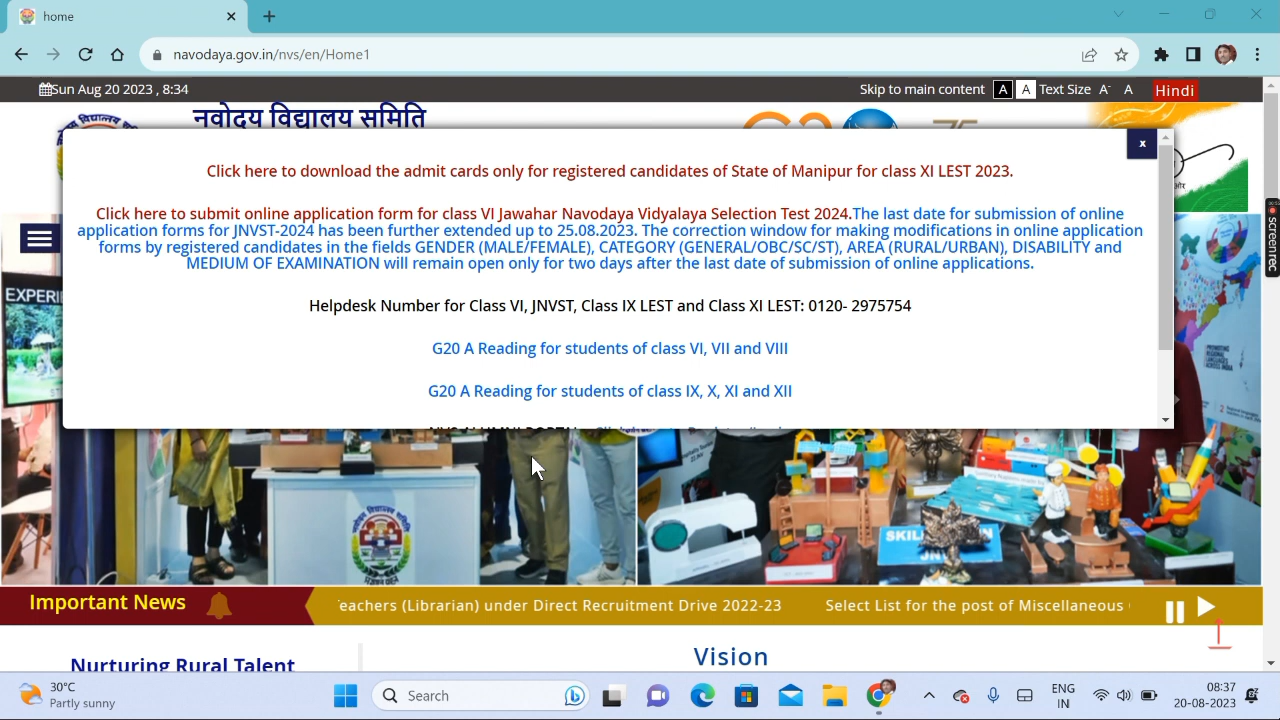 home
navodaya.gov.in/nvs/en/Home1
Sun Aug 20 2023 , 8:34
Skip to main content A A Text Size A- A Hindi
नवोदय विद्यालय समिति
x
Click here to download the admit cards only for registered candidates of State of Manipur for class XI LEST 2023.
Click here to submit online application form for class VI Jawahar Navodaya Vidyalaya Selection Test 2024.The last date for submission of online
application forms for JNVST-2024 has been further extended up to 25.08.2023. The correction window for making modifications in online application
forms by registered candidates in the fields GENDER (MALE/FEMALE), CATEGORY (GENERAL/OBC/SC/ST), AREA (RURAL/URBAN), DISABILITY and
MEDIUM OF EXAMINATION will remain open only for two days after the last date of submission of online applications.
Helpdesk Number for Class VI, JNVST, Class IX LEST and Class XI LEST: 0120- 2975754
G20 A Reading for students of class VI, VII and VIII
G20 A Reading for students of class IX, X, XI and XII
screenrec
EXPERI
SKILL
Important News
Teachers (Librarian) under Direct Recruitment Drive 2022-23
Select List for the post of Miscellaneous
Nurturing Rural Talent
Vision
30°C
Partly sunny
Search
ENG
IN
08:37
20-08-2023